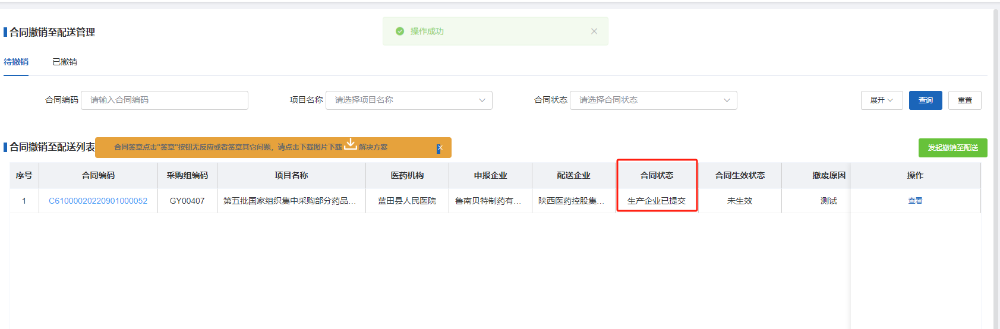 操作成功
合同撤销至配送管理
待撤销 已撤销
合同编码 请输入合同编码 项目名称 请选择项目名称 合同状态 请选择合同状态 展开 查询 重置
合同撤销至配送列表 合同签章点击"签章"按钮无反应或者签章其它问题，请点击下载图片下载 解决方案 发起撤销至配送
序号 合同编码 采购组编码 项目名称 医药机构 申报企业 配送企业 合同状态 合同生效状态 撤废原因 操作
1 C61000020220901000052 GY00407 第五批国家组织集中采购部分药品... 蓝田县人民医院 鲁南贝特制药有... 陕西医药控股集... 生产企业已提交 未生效 测试 查看